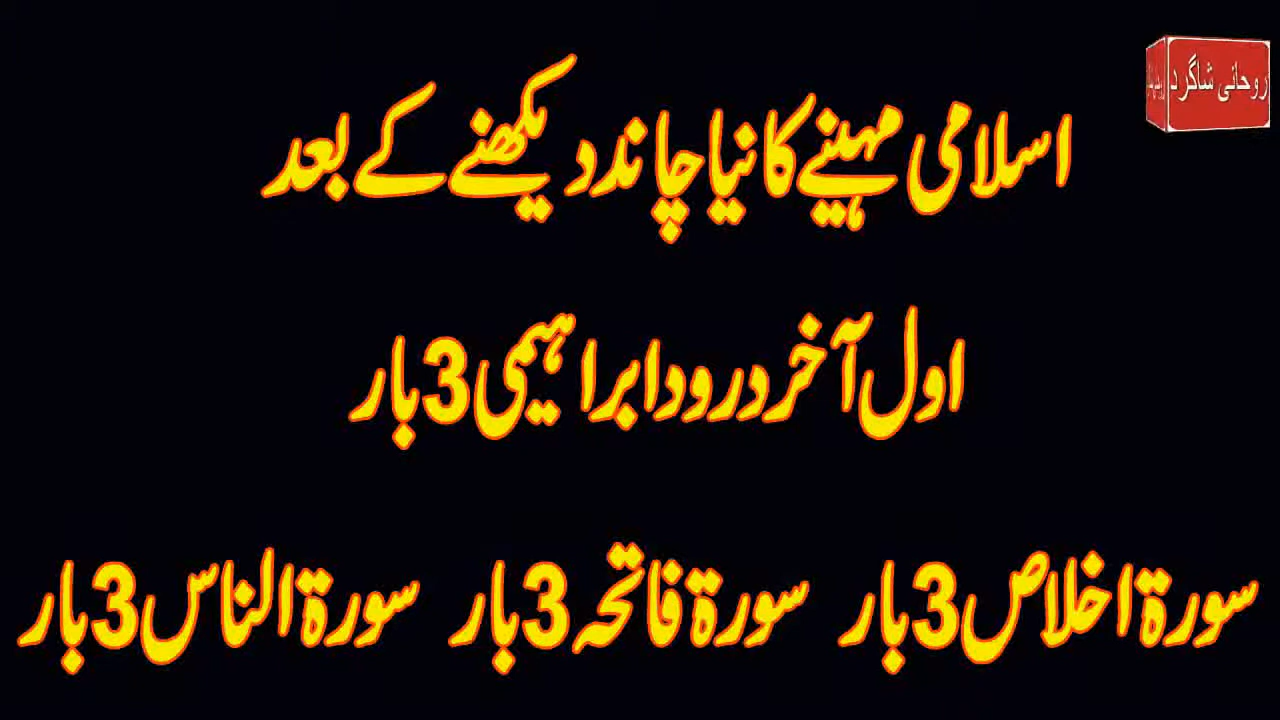 روحانی شاگرد
اسلامی مہینے کا نیا چاند دیکھنے کے بعد
اول آخر درود ابراہیمی 3 بار
سورۃ اخلاص 3 بار سورۃ فاتحہ 3 بار سورۃ الناس 3 بار